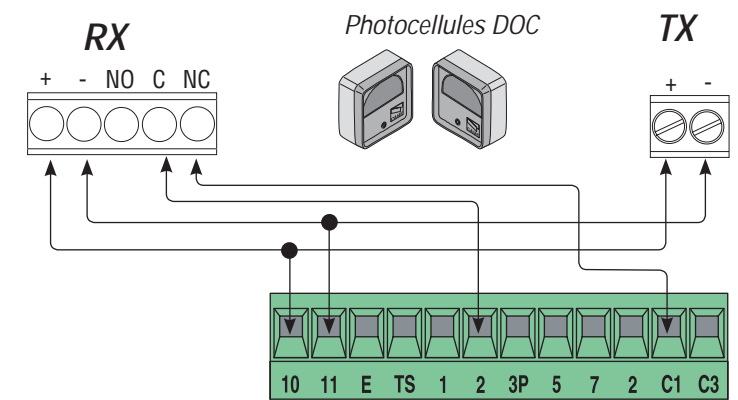 RX
Photocellules DOC
TX
+ - NO C NC
+ -
10 11 E TS 1 2 3P 5 7 2 C1 C3